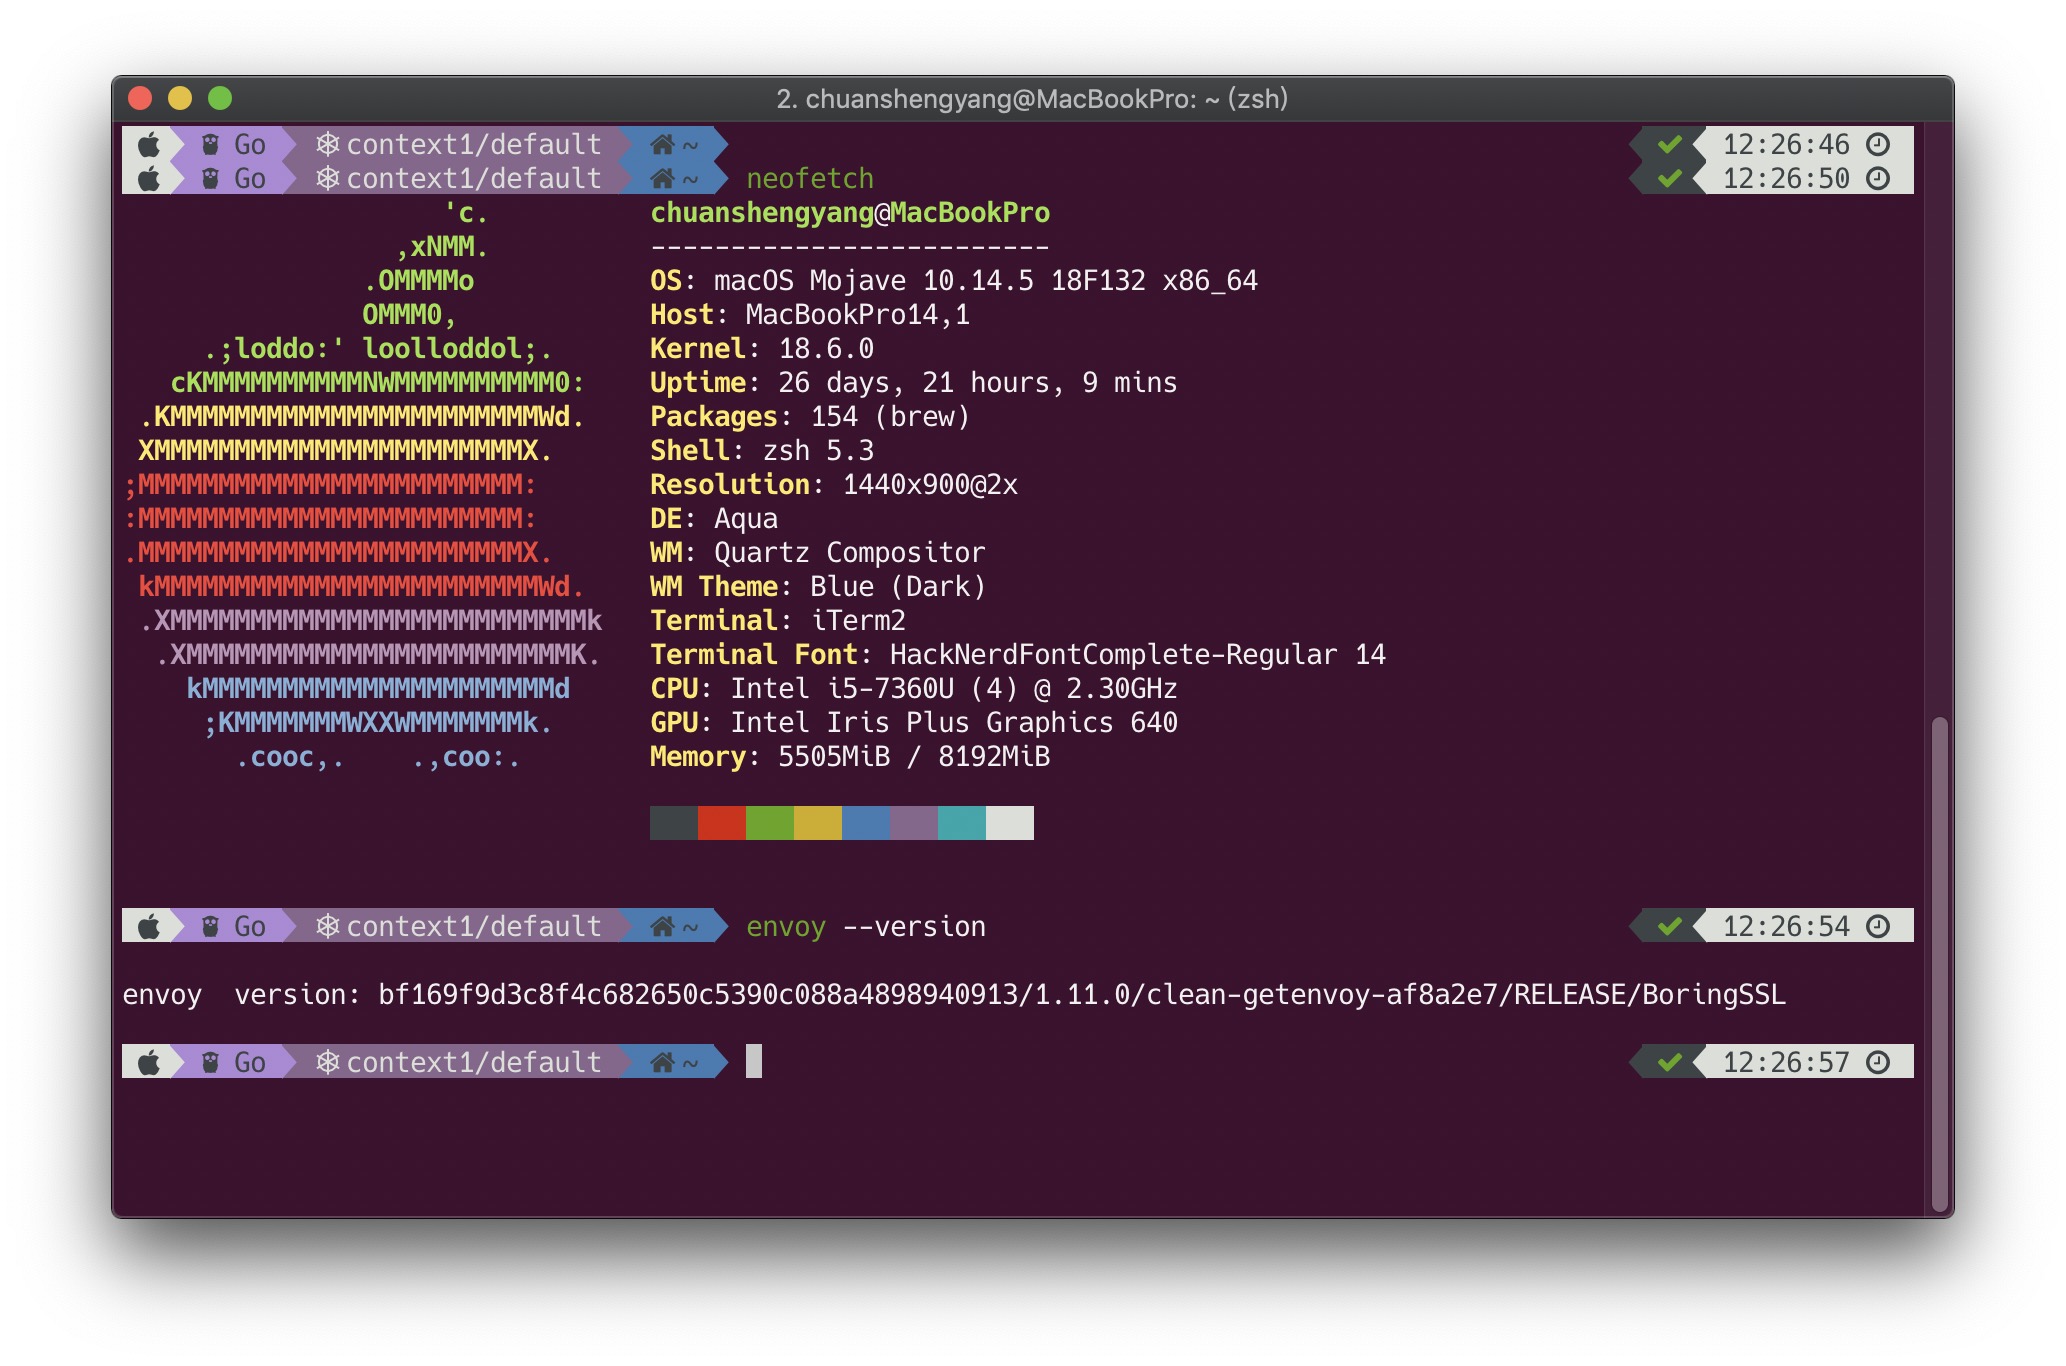 2. chuanshengyang@MacBookPro: ~ (zsh)
Go context1/default ~ 12:26:46
Go context1/default ~ neofetch 12:26:50
'c. chuanshengyang@MacBookPro
,xNMM. -------------------------
.OMMMMo OS: macOS Mojave 10.14.5 18F132 x86_64
OMMM0, Host: MacBookPro14,1
.;loddo:' loolloddol;. Kernel: 18.6.0
cKMMMMMMMMMMNWMMMMMMMMMM0: Uptime: 26 days, 21 hours, 9 mins
.KMMMMMMMMMMMMMMMMMMMMMMMWd. Packages: 154 (brew)
XMMMMMMMMMMMMMMMMMMMMMMMX. Shell: zsh 5.3
;MMMMMMMMMMMMMMMMMMMMMMMM: Resolution: 1440x900@2x
:MMMMMMMMMMMMMMMMMMMMMMMM: DE: Aqua
.MMMMMMMMMMMMMMMMMMMMMMMMX. WM: Quartz Compositor
kMMMMMMMMMMMMMMMMMMMMMMMMWd. WM Theme: Blue (Dark)
.XMMMMMMMMMMMMMMMMMMMMMMMMMMk Terminal: iTerm2
.XMMMMMMMMMMMMMMMMMMMMMMMMK. Terminal Font: HackNerdFontComplete-Regular 14
kMMMMMMMMMMMMMMMMMMMMMMd CPU: Intel i5-7360U (4) @ 2.30GHz
;KMMMMMMMWXXWMMMMMMMk. GPU: Intel Iris Plus Graphics 640
.cooc,. .,coo:. Memory: 5505MiB / 8192MiB
Go context1/default ~ envoy --version 12:26:54
envoy  version: bf169f9d3c8f4c682650c5390c088a4898940913/1.11.0/clean-getenvoy-af8a2e7/RELEASE/BoringSSL
Go context1/default ~ 12:26:57